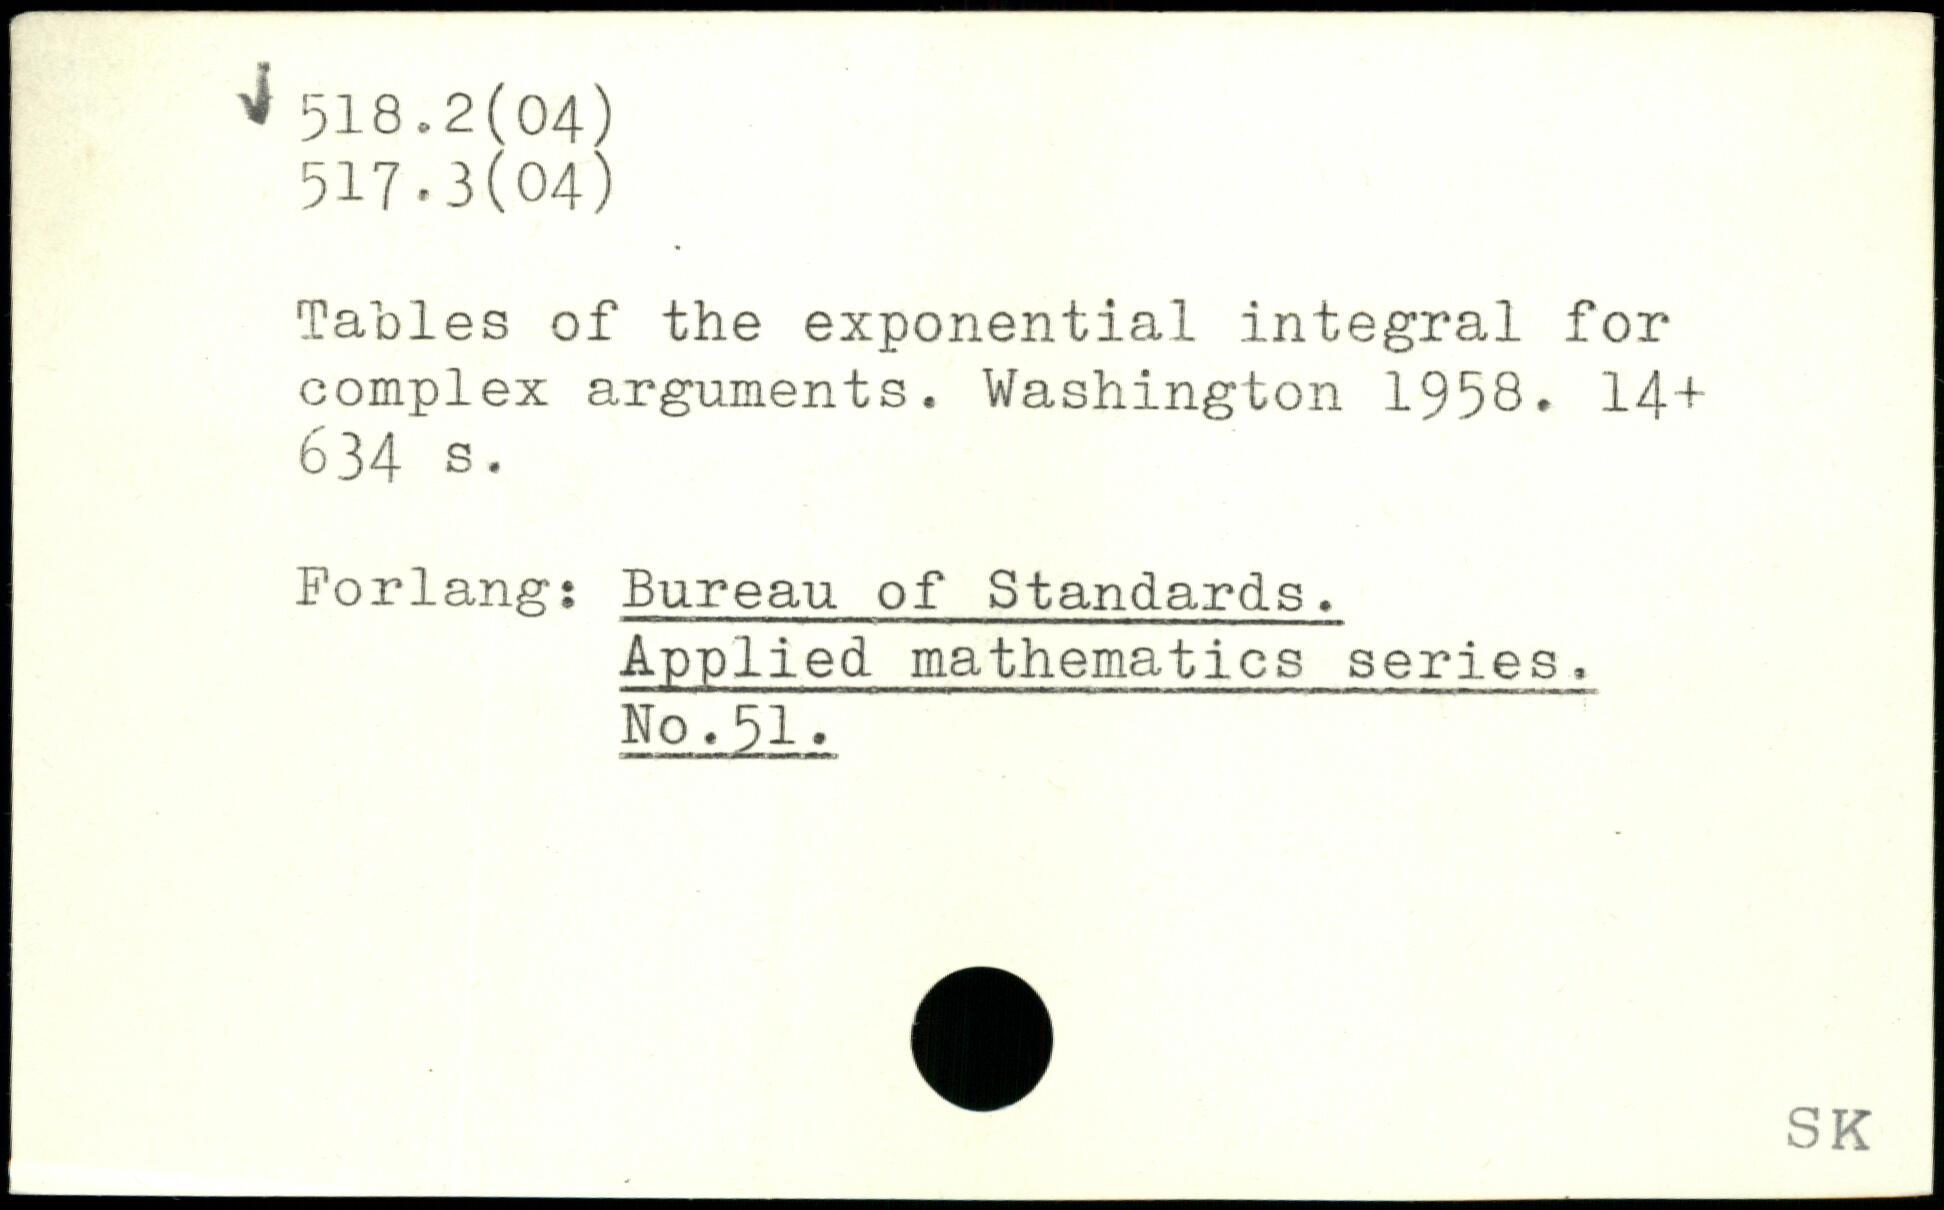 518.2(04)
517.3(04)
Tables of the exponential integral for
complex arguments. Washington 1958. 14+
634 s.
Forlang: Bureau of Standards.
Applied mathematics series.
No.51.
SK